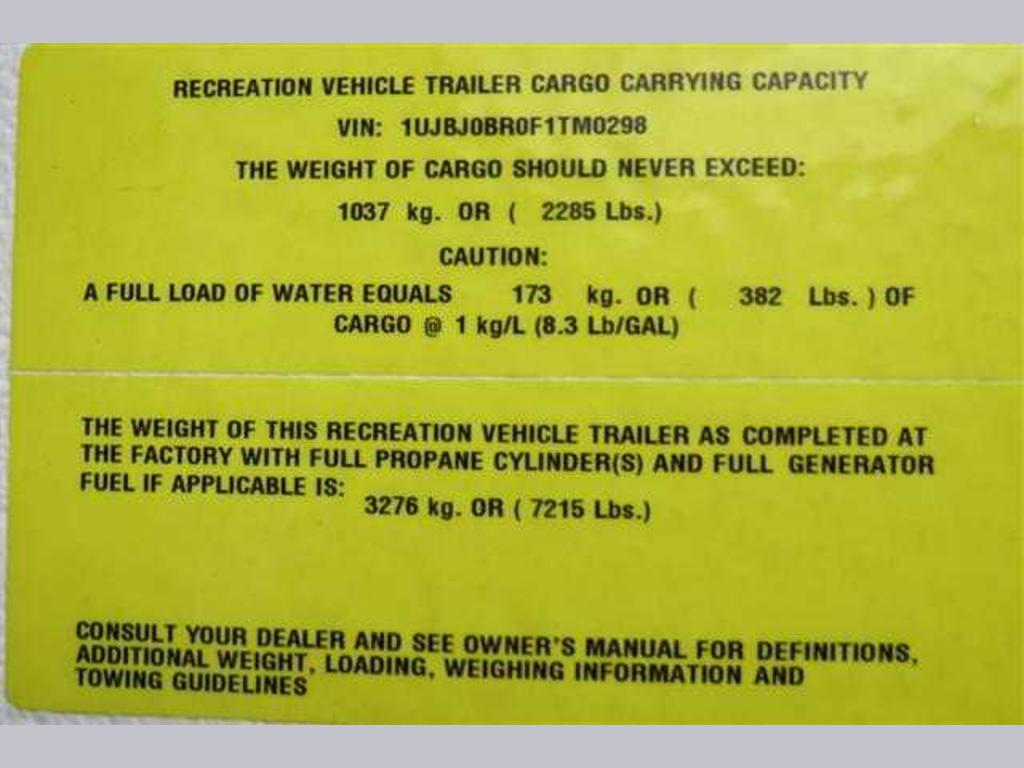 RECREATION VEHICLE TRAILER CARGO CARRYING CAPACITY
VIN: 1UJBJ0BR0F1TM0298
THE WEIGHT OF CARGO SHOULD NEVER EXCEED:
1037 kg. OR ( 2285 Lbs.)
CAUTION:
A FULL LOAD OF WATER EQUALS 173 kg. OR ( 382 Lbs. ) OF
CARGO @ 1 kg/L (8.3 Lb/GAL)
THE WEIGHT OF THIS RECREATION VEHICLE TRAILER AS COMPLETED AT
THE FACTORY WITH FULL PROPANE CYLINDER(S) AND FULL GENERATOR
FUEL IF APPLICABLE IS:
3276 kg. OR ( 7215 Lbs.)
CONSULT YOUR DEALER AND SEE OWNER'S MANUAL FOR DEFINITIONS,
ADDITIONAL WEIGHT, LOADING, WEIGHING INFORMATION AND
TOWING GUIDELINES